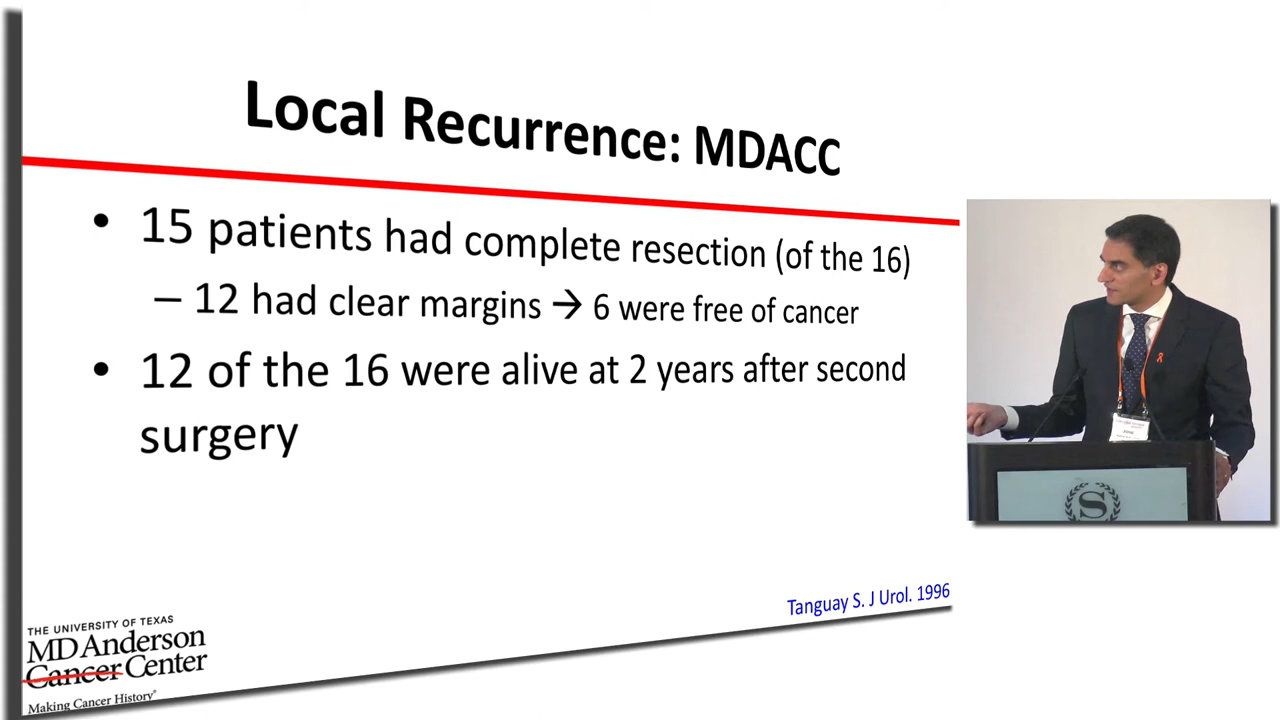 Local Recurrence: MDACC
• 15 patients had complete resection (of the 16)
– 12 had clear margins → 6 were free of cancer
• 12 of the 16 were alive at 2 years after second
surgery
Tanguay S. J Urol. 1996
THE UNIVERSITY OF TEXAS
MD Anderson
Cancer Center
Making Cancer History®
S